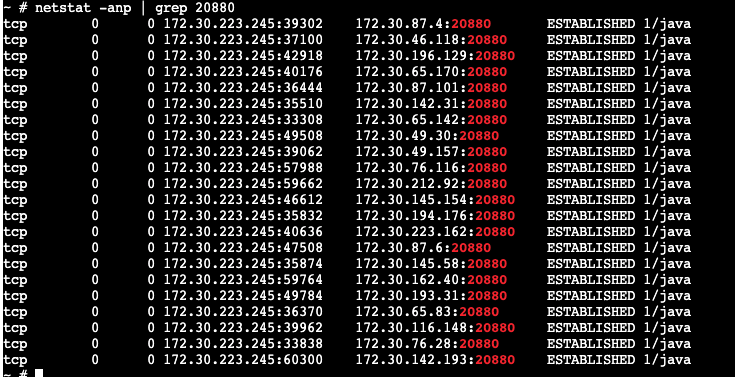 ~ # netstat -anp | grep 20880
tcp 0 0 172.30.223.245:39302 172.30.87.4:20880 ESTABLISHED 1/java
tcp 0 0 172.30.223.245:37100 172.30.46.118:20880 ESTABLISHED 1/java
tcp 0 0 172.30.223.245:42918 172.30.196.129:20880 ESTABLISHED 1/java
tcp 0 0 172.30.223.245:40176 172.30.65.170:20880 ESTABLISHED 1/java
tcp 0 0 172.30.223.245:36444 172.30.87.101:20880 ESTABLISHED 1/java
tcp 0 0 172.30.223.245:35510 172.30.142.31:20880 ESTABLISHED 1/java
tcp 0 0 172.30.223.245:33308 172.30.65.142:20880 ESTABLISHED 1/java
tcp 0 0 172.30.223.245:49508 172.30.49.30:20880 ESTABLISHED 1/java
tcp 0 0 172.30.223.245:39062 172.30.49.157:20880 ESTABLISHED 1/java
tcp 0 0 172.30.223.245:57988 172.30.76.116:20880 ESTABLISHED 1/java
tcp 0 0 172.30.223.245:59662 172.30.212.92:20880 ESTABLISHED 1/java
tcp 0 0 172.30.223.245:46612 172.30.145.154:20880 ESTABLISHED 1/java
tcp 0 0 172.30.223.245:35832 172.30.194.176:20880 ESTABLISHED 1/java
tcp 0 0 172.30.223.245:40636 172.30.223.162:20880 ESTABLISHED 1/java
tcp 0 0 172.30.223.245:47508 172.30.87.6:20880 ESTABLISHED 1/java
tcp 0 0 172.30.223.245:35874 172.30.145.58:20880 ESTABLISHED 1/java
tcp 0 0 172.30.223.245:59764 172.30.162.40:20880 ESTABLISHED 1/java
tcp 0 0 172.30.223.245:49784 172.30.193.31:20880 ESTABLISHED 1/java
tcp 0 0 172.30.223.245:36370 172.30.65.83:20880 ESTABLISHED 1/java
tcp 0 0 172.30.223.245:39962 172.30.116.148:20880 ESTABLISHED 1/java
tcp 0 0 172.30.223.245:33838 172.30.76.28:20880 ESTABLISHED 1/java
tcp 0 0 172.30.223.245:60300 172.30.142.193:20880 ESTABLISHED 1/java
~ #